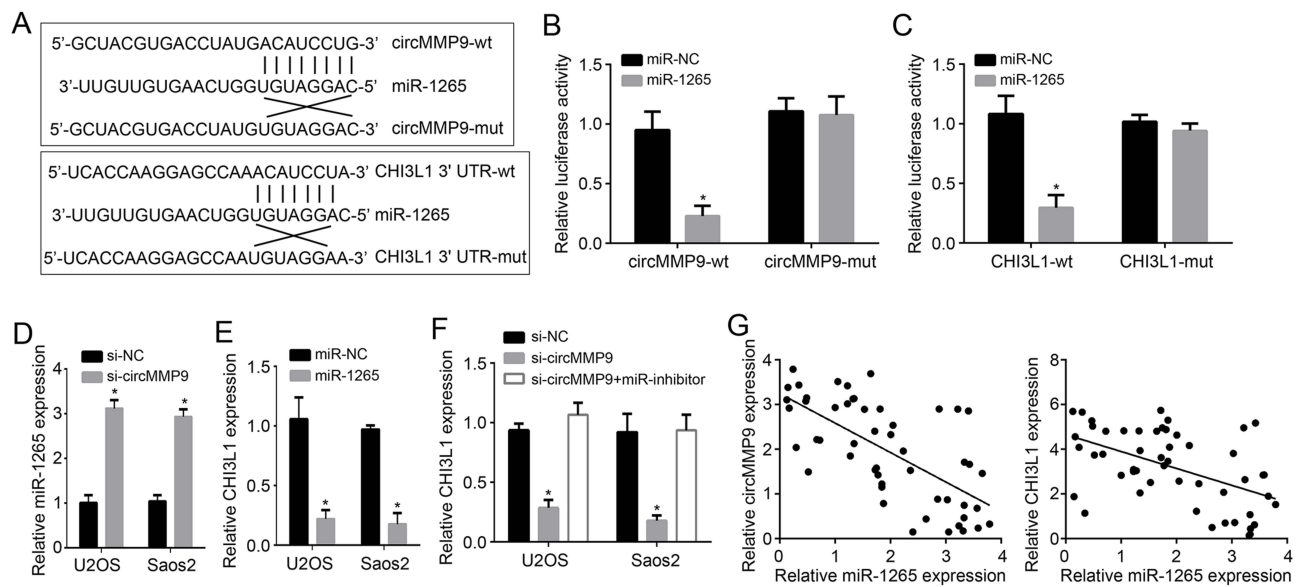 A
5'-GCUACGUGACCUAUGACAUCCUG-3' circMMP9-wt
3'-UUGUUGUGAACUGGUGUAGGAC-5' miR-1265
5'-GCUACGUGACCUAUGUGUAGGAC-3' circMMP9-mut
5'-UCACCAAGGAGCCAAACAUCCUA-3' CHI3L1 3' UTR-wt
3'-UUGUUGUGAACUGGUGUAGGAC-5' miR-1265
5'-UCACCAAGGAGCCAAUGUAGGAA-3' CHI3L1 3' UTR-mut
B
miR-NC
miR-1265
Relative luciferase activity
1.5
1.0
0.5
0.0
*
circMMP9-wt circMMP9-mut
C
miR-NC
miR-1265
Relative luciferase activity
1.5
1.0
0.5
0.0
*
CHI3L1-wt CHI3L1-mut
D
si-NC
si-circMMP9
Relative miR-1265 expression
4
3
2
1
0
* *
U2OS Saos2
E
miR-NC
miR-1265
Relative CHI3L1 expression
1.5
1.0
0.5
0.0
* *
U2OS Saos2
F
si-NC
si-circMMP9
si-circMMP9+miR-inhibitor
Relative CHI3L1 expression
1.5
1.0
0.5
0.0
* *
U2OS Saos2
G
Relative circMMP9 expression
4
3
2
1
0
0 1 2 3 4
Relative miR-1265 expression
Relative CHI3L1 expression
8
6
4
2
0
0 1 2 3 4
Relative miR-1265 expression